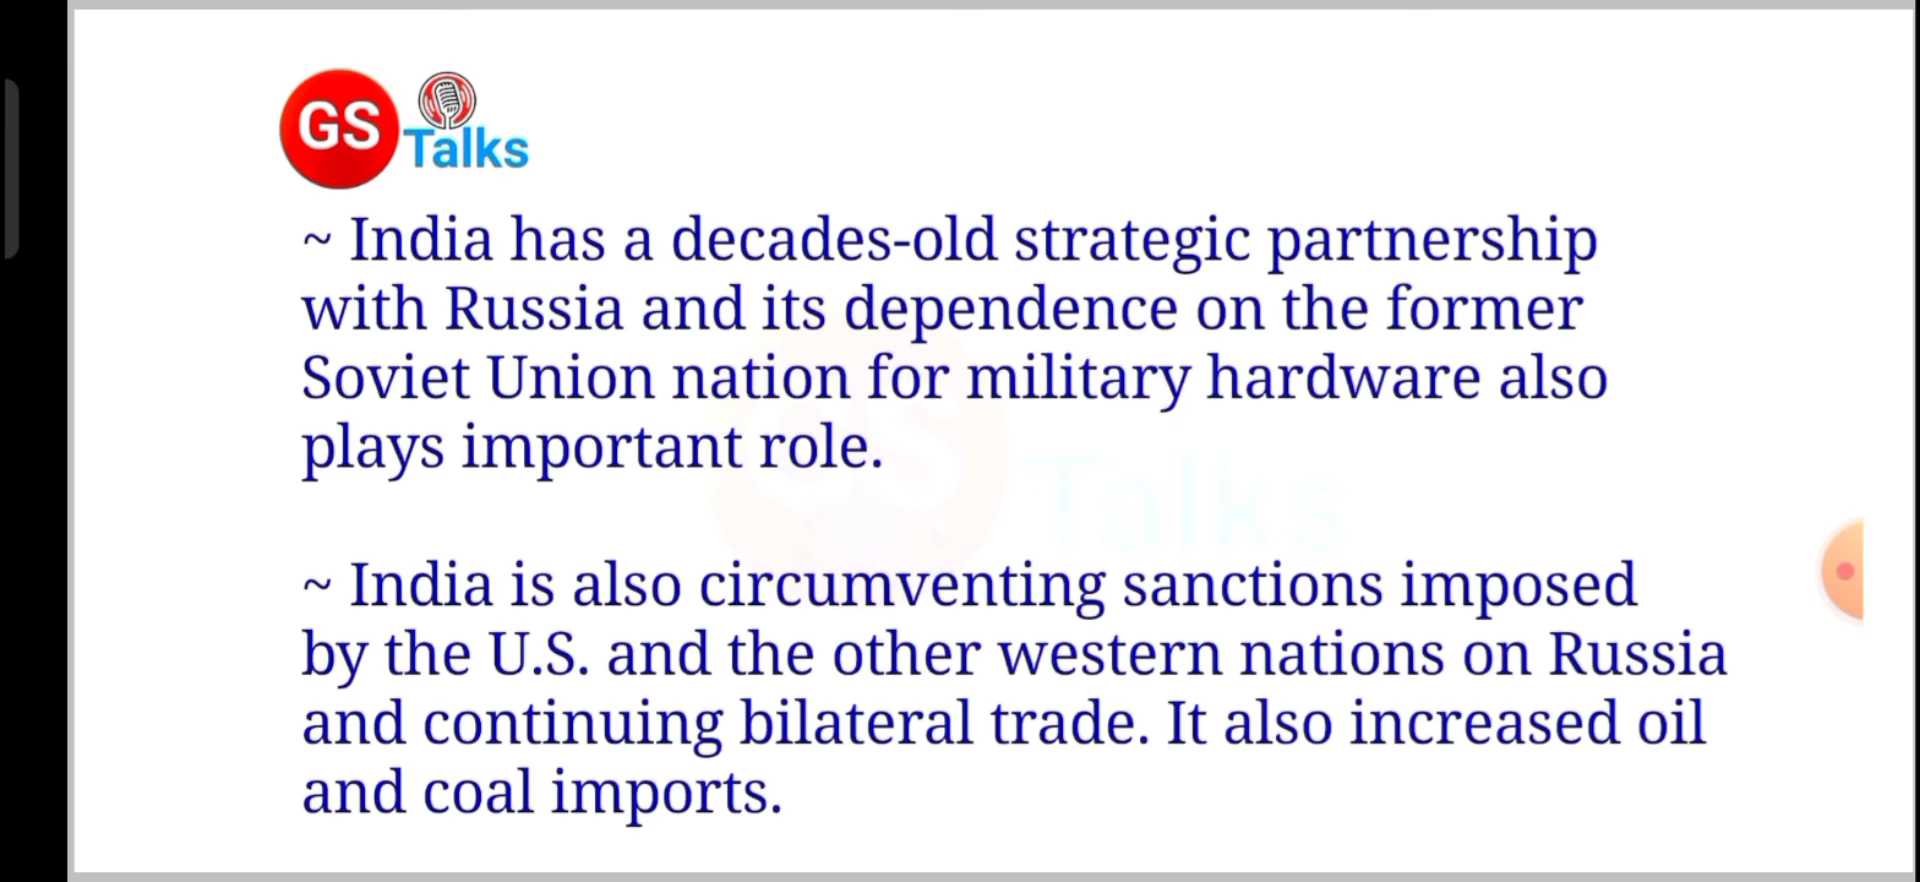 GS
Talks
~ India has a decades-old strategic partnership
with Russia and its dependence on the former
Soviet Union nation for military hardware also
plays important role.
~ India is also circumventing sanctions imposed
by the U.S. and the other western nations on Russia
and continuing bilateral trade. It also increased oil
and coal imports.
GS
Talks